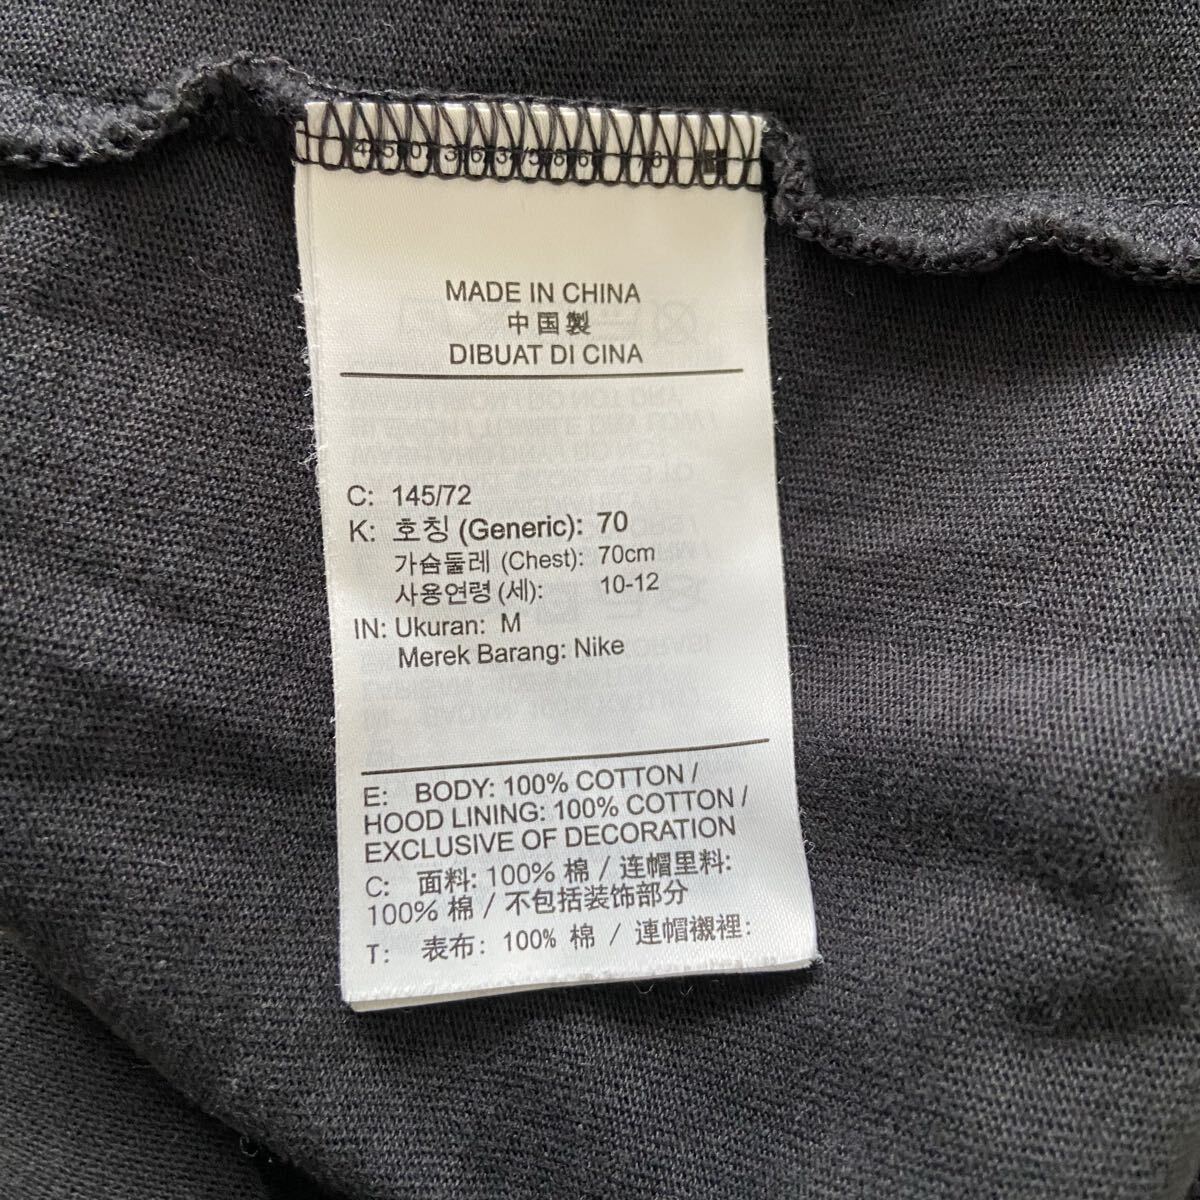 MADE IN CHINA
中国製
DIBUAT DI CINA
C: 145/72
K: 호칭 (Generic): 70
가슴둘레 (Chest): 70cm
사용연령 (세): 10-12
IN: Ukuran: M
Merek Barang: Nike
E: BODY: 100% COTTON /
HOOD LINING: 100% COTTON /
EXCLUSIVE OF DECORATION
C: 面料: 100% 棉 / 连帽里料:
100% 棉 / 不包括装饰部分
T: 表布: 100% 棉 / 連帽襯裡: